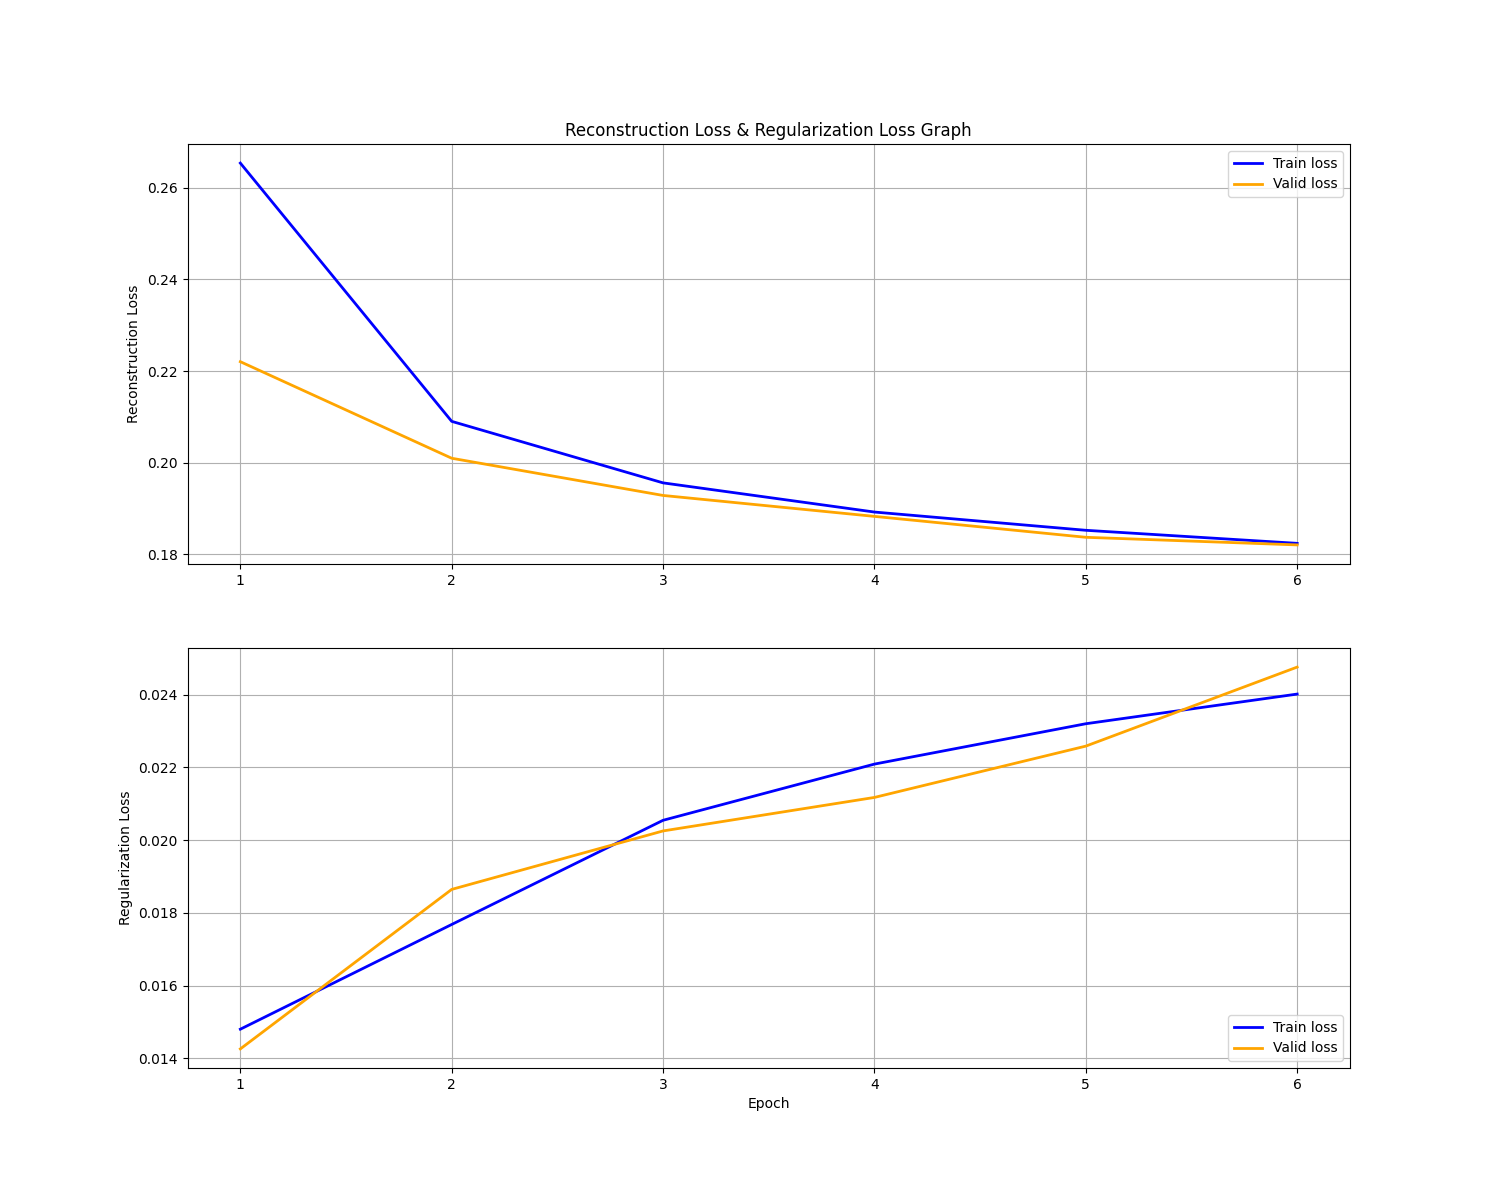 Reconstruction Loss & Regularization Loss Graph
Train loss
Valid loss
Reconstruction Loss
0.26
0.24
0.22
0.20
0.18
1 2 3 4 5 6
Regularization Loss
0.024
0.022
0.020
0.018
0.016
0.014
Train loss
Valid loss
1 2 3 4 5 6
Epoch